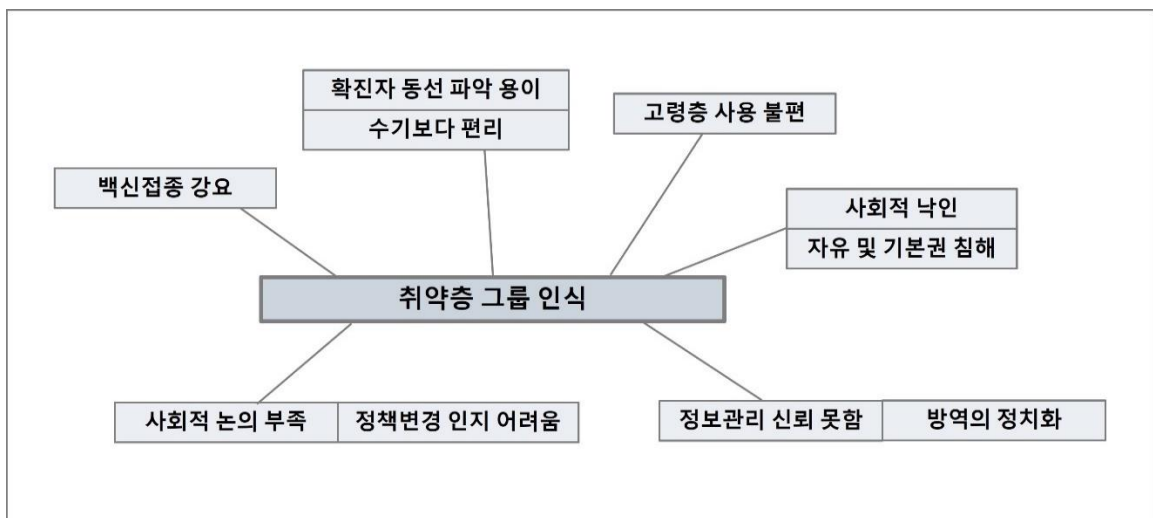 확진자 동선 파악 용이
수기보다 편리
고령층 사용 불편
백신접종 강요
사회적 낙인
자유 및 기본권 침해
취약층 그룹 인식
사회적 논의 부족
정책변경 인지 어려움
정보관리 신뢰 못함
방역의 정치화